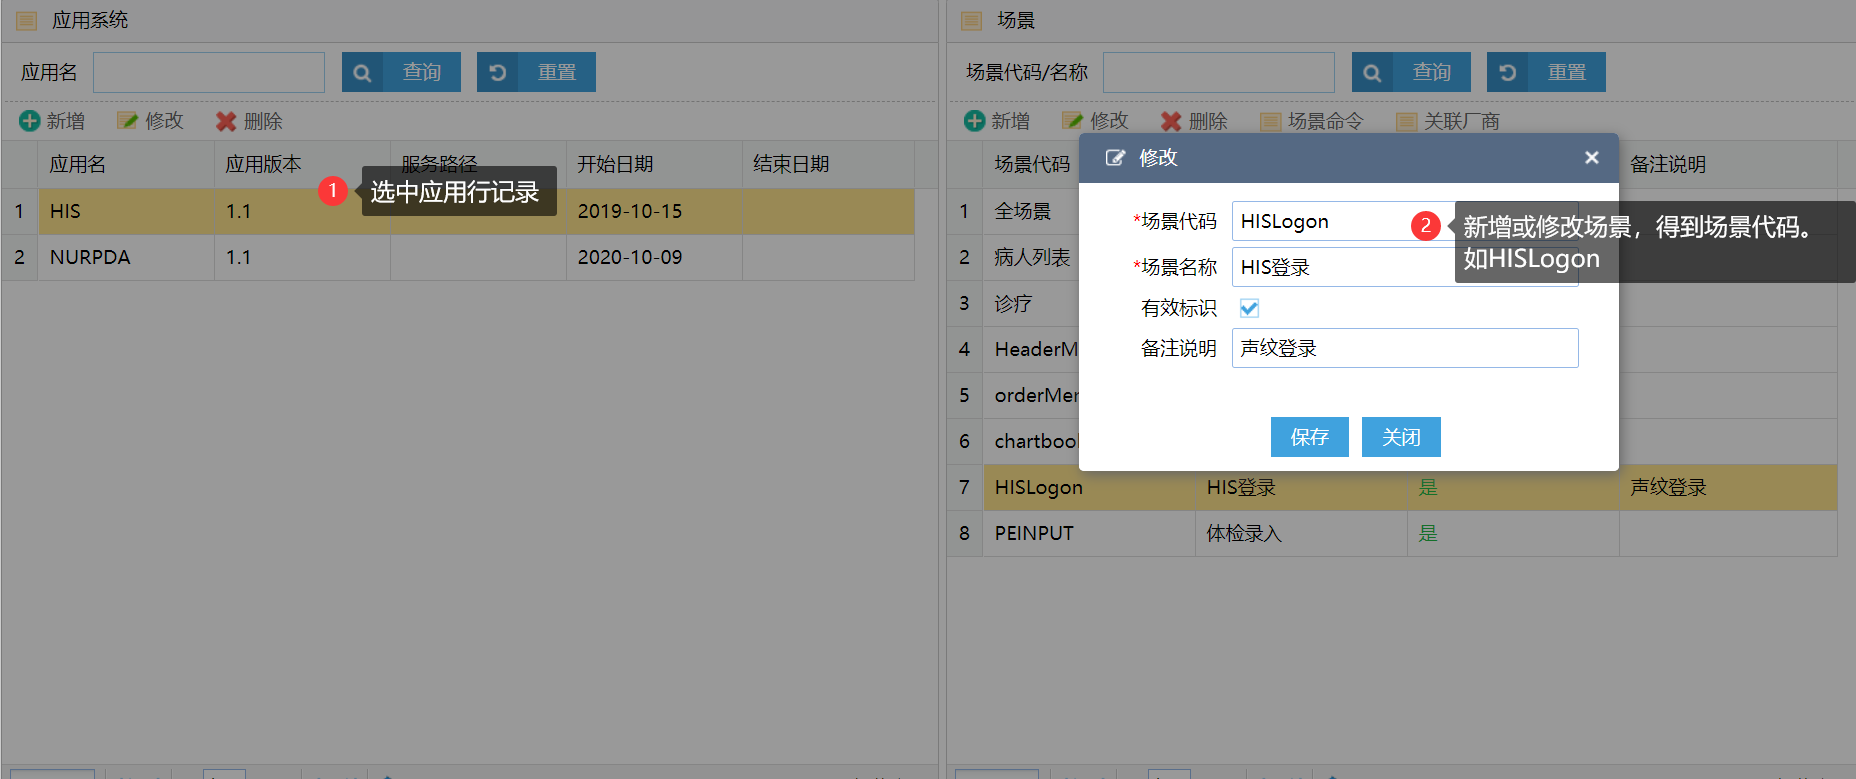 应用系统
应用名
查询
重置
新增
修改
删除
应用名 应用版本 服务路径 开始日期 结束日期
1 HIS 1.1 2019-10-15
2 NURPDA 1.1 2020-10-09
1 选中应用行记录
场景
场景代码/名称
查询
重置
新增
修改
删除
场景命令
关联厂商
场景代码 备注说明
1 全场景
2 病人列表
3 诊疗
4 HeaderM
5 orderMer
6 chartbool
7 HISLogon HIS登录 是 声纹登录
8 PEINPUT 体检录入 是
修改
*场景代码 HISLogon
*场景名称 HIS登录
有效标识
备注说明 声纹登录
保存 关闭
2 新增或修改场景，得到场景代码。
如HISLogon